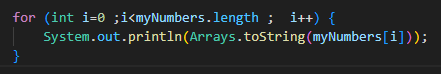 for (int i=0 ;i<myNumbers.length ;  i++) {
    System.out.println(Arrays.toString(myNumbers[i]));
}